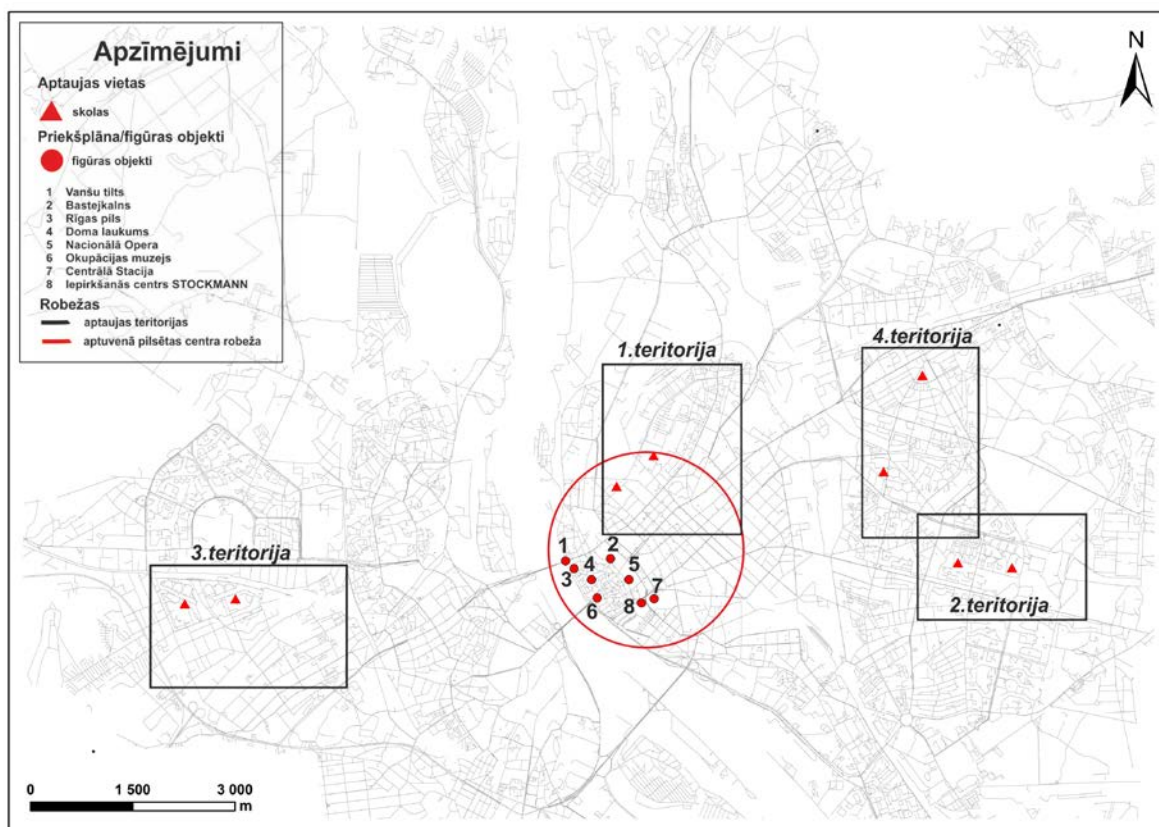 Apzīmējumi
Aptaujas vietas
skolas
Priekšplāna/figūras objekti
figūras objekti
1 Vanšu tilts
2 Bastejkalns
3 Rīgas pils
4 Doma laukums
5 Nacionālā Opera
6 Okupācijas muzejs
7 Centrālā Stacija
8 Iepirkšanās centrs STOCKMANN
Robežas
aptaujas teritorijas
aptuvenā pilsētas centra robeža
N
1.teritorija
4.teritorija
3.teritorija
2.teritorija
1
2
3
4
5
6
7
8
0 1 500 3 000
m